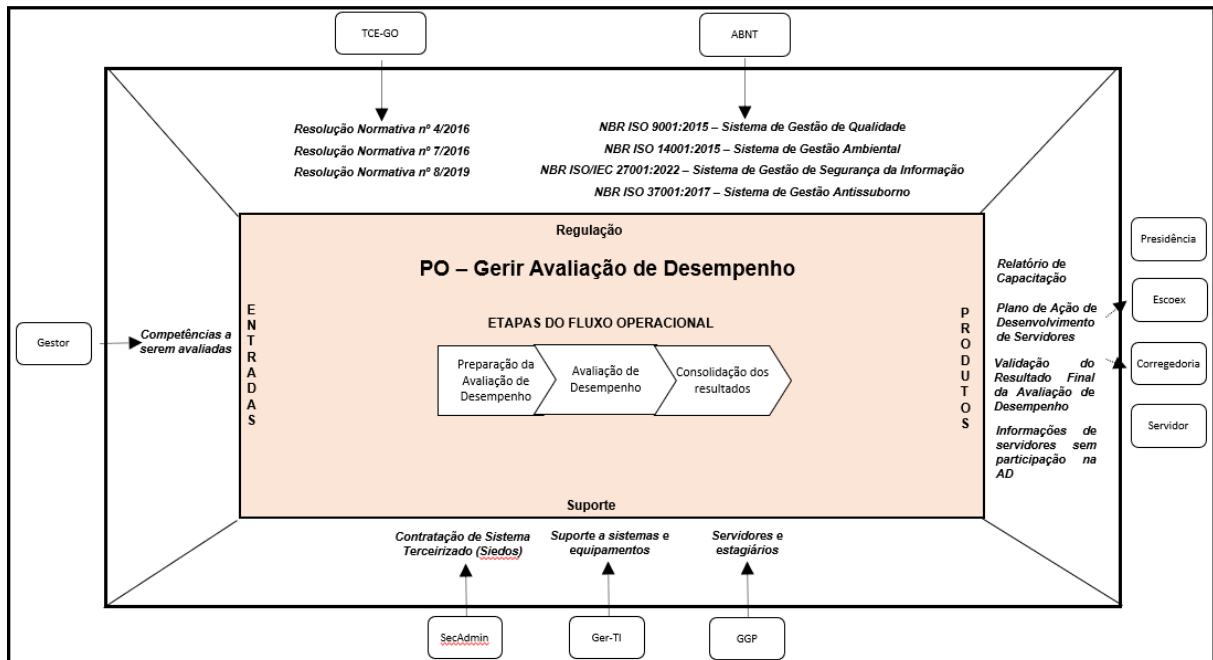 TCE-GO
ABNT
Resolução Normativa nº 4/2016
Resolução Normativa nº 7/2016
Resolução Normativa nº 8/2019
NBR ISO 9001:2015 – Sistema de Gestão de Qualidade
NBR ISO 14001:2015 – Sistema de Gestão Ambiental
NBR ISO/IEC 27001:2022 – Sistema de Gestão de Segurança da Informação
NBR ISO 37001:2017 – Sistema de Gestão Antissuborno
Regulação
PO – Gerir Avaliação de Desempenho
ETAPAS DO FLUXO OPERACIONAL
Preparação da
Avaliação de
Desempenho
Avaliação de
Desempenho
Consolidação dos
resultados
Gestor
Competências a
serem avaliadas
ENTRADAS
PRODUTOS
Relatório de
Capacitação
Plano de Ação de
Desenvolvimento
de Servidores
Validação do
Resultado Final
da Avaliação de
Desempenho
Informações de
servidores sem
participação na
AD
Presidência
Escoex
Corregedoria
Servidor
Suporte
Contratação de Sistema
Terceirizado (Siedos)
Suporte a sistemas e
equipamentos
Servidores e
estagiários
SecAdmin
Ger-TI
GGP